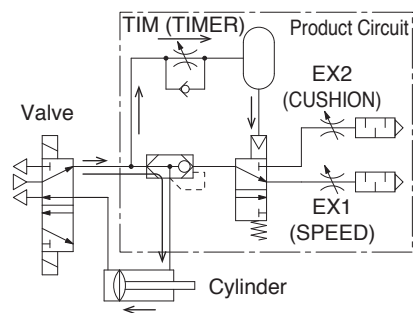 TIM (TIMER)
Product Circuit
EX2
(CUSHION)
Valve
EX1
(SPEED)
Cylinder